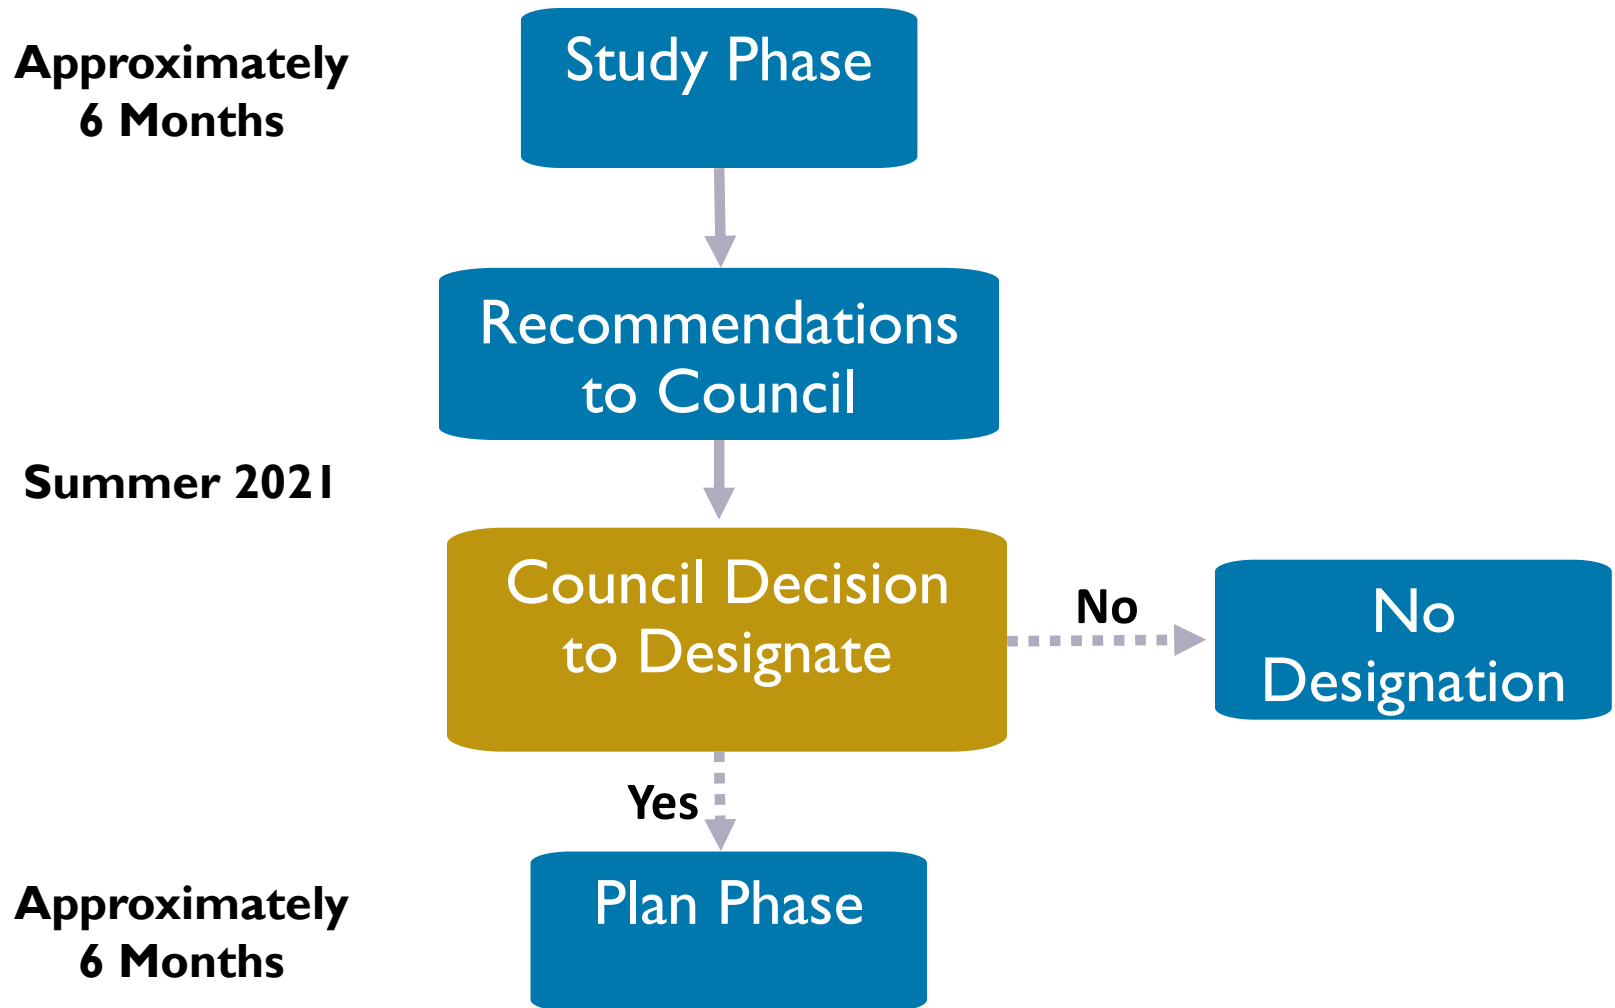 Approximately
6 Months
Study Phase
Recommendations
to Council
Summer 2021
Council Decision
to Designate
No
No
Designation
Yes
Approximately
6 Months
Plan Phase